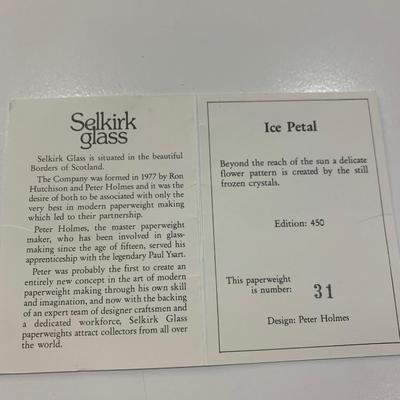 Selkirk
glass
Selkirk Glass is situated in the beautiful
Borders of Scotland.
The Company was formed in 1977 by Ron
Hutchison and Peter Holmes and it was the
desire of both to be associated with only the
very best in modern paperweight making
which led to their partnership.
Peter Holmes, the master paperweight
maker, who has been involved in glass-
making since the age of fifteen, served his
apprenticeship with the legendary Paul Ysart.
Peter was probably the first to create an
entirely new concept in the art of modern
paperweight making through his own skill
and imagination, and now with the backing
of an expert team of designer craftsmen and
a dedicated workforce, Selkirk Glass
paperweights attract collectors from all over
the world.
Ice Petal
Beyond the reach of the sun a delicate
flower pattern is created by the still
frozen crystals.
Edition: 450
This paperweight
is number: 31
Design: Peter Holmes